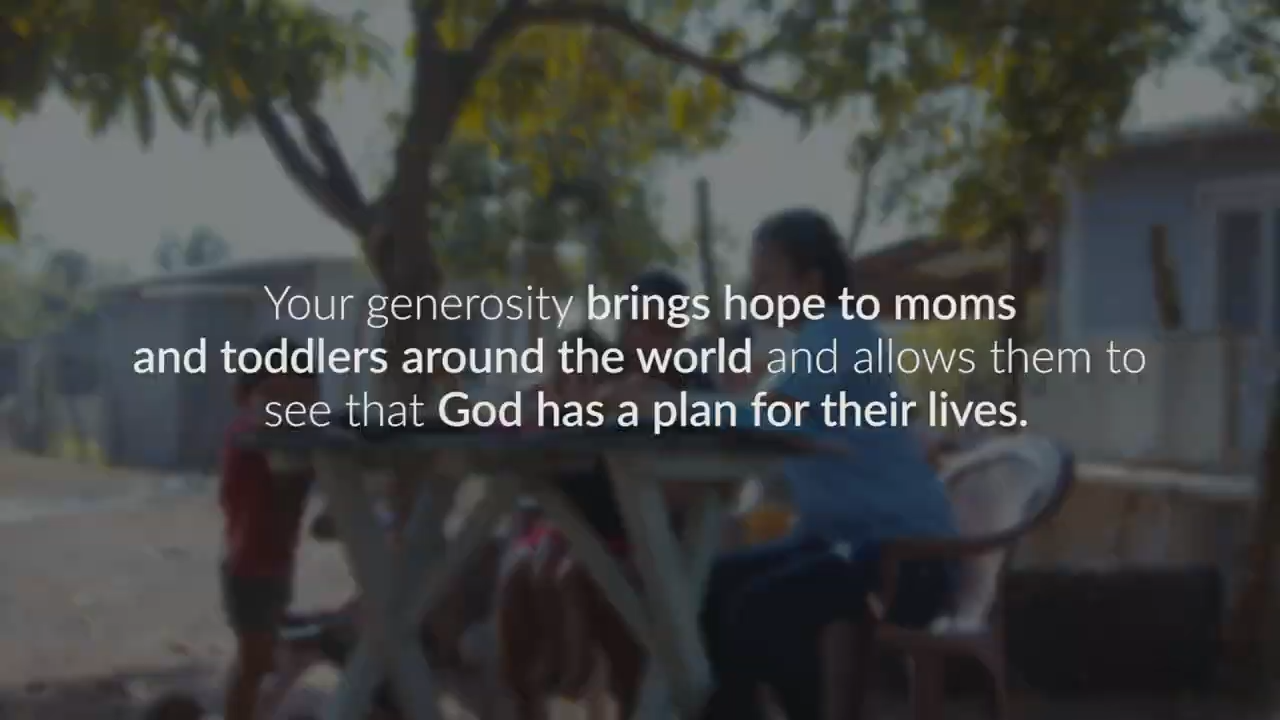 Your generosity brings hope to moms
and toddlers around the world and allows them to
see that God has a plan for their lives.